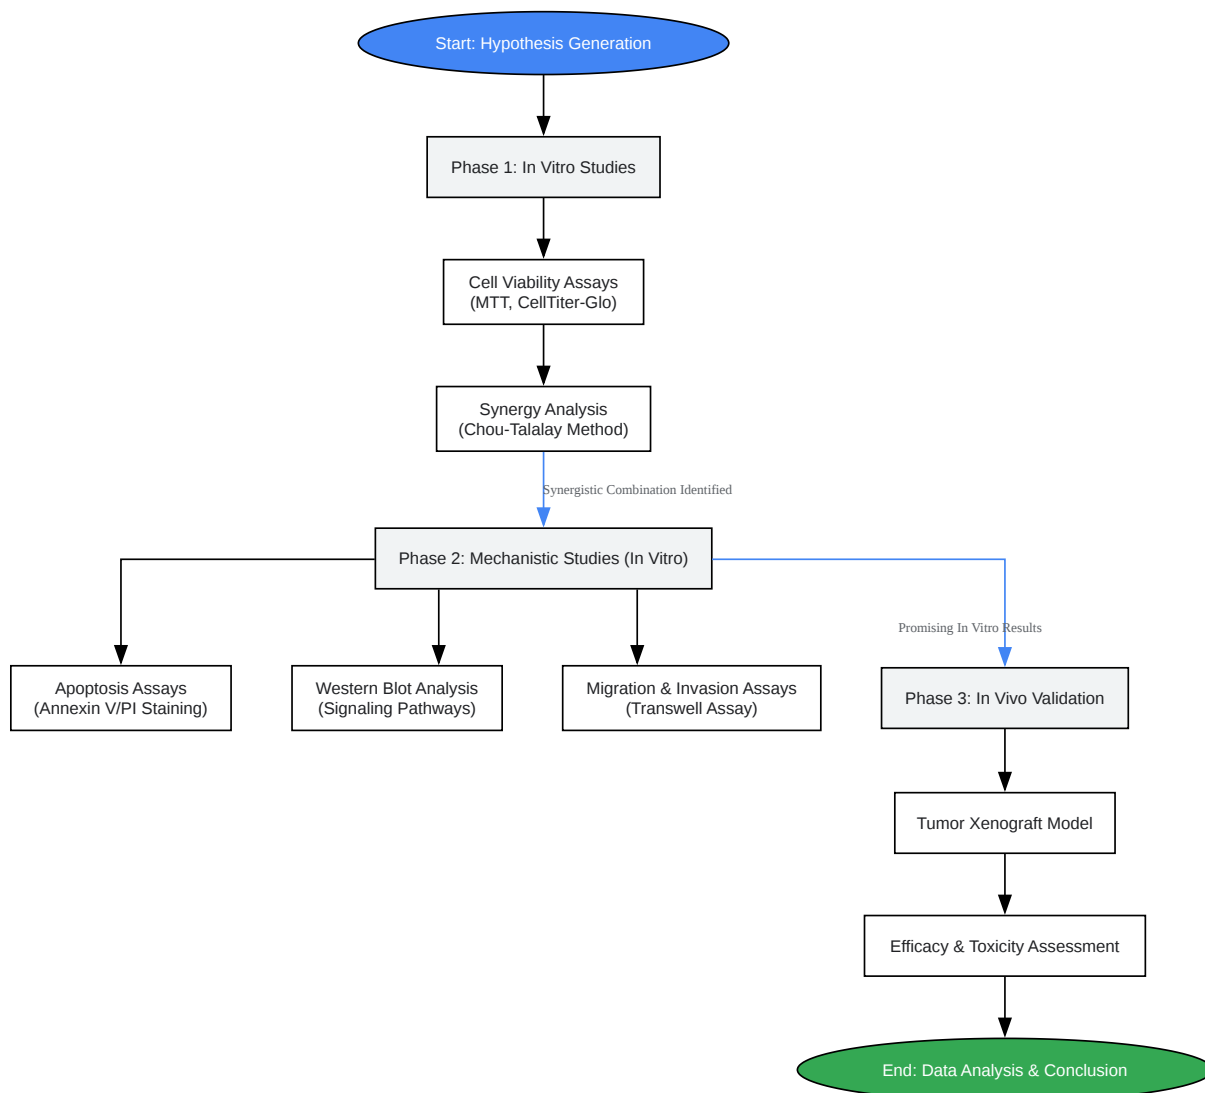 Start: Hypothesis Generation
Phase 1: In Vitro Studies
Cell Viability Assays
(MTT, CellTiter-Glo)
Synergy Analysis
(Chou-Talalay Method)
Synergistic Combination Identified
Phase 2: Mechanistic Studies (In Vitro)
Promising In Vitro Results
Apoptosis Assays
(Annexin V/PI Staining)
Western Blot Analysis
(Signaling Pathways)
Migration & Invasion Assays
(Transwell Assay)
Phase 3: In Vivo Validation
Tumor Xenograft Model
Efficacy & Toxicity Assessment
End: Data Analysis & Conclusion